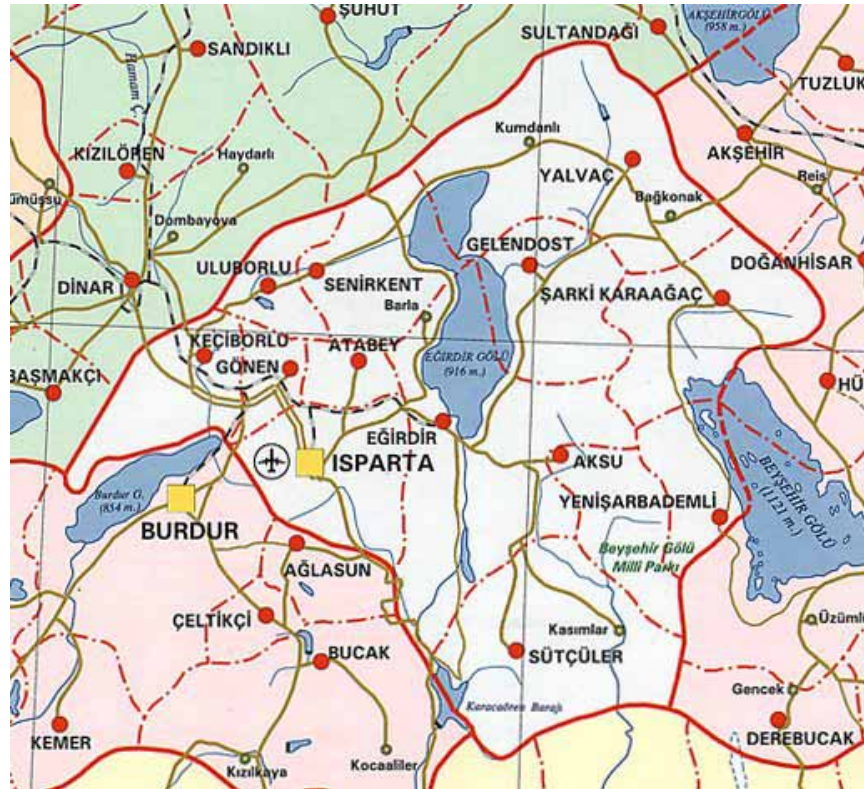 ŞUHUT
AKŞEHİRGÖLÜ
(958 m.)
SULTANDAĞI
SANDIKLI
Hamam Ç.
TUZLUK
Kumdanlı
AKŞEHİR
KIZILÖREN
Haydarlı
YALVAÇ
Reis
ümüşsu
Bağkonak
Dombayova
GELENDOST
DOĞANHİSAR
ULUBORLU
SENİRKENT
DİNAR
ŞARKİ KARAAĞAÇ
Barla
KEÇİBORLU
GÖNEN
ATABEY
EĞİRDİR GÖLÜ
(916 m.)
BAŞMAKÇI
HÜ
EĞİRDİR
ISPARTA
AKSU
BEYŞEHİR GÖLÜ
(1121 m.)
Burdur G.
(854 m.)
YENİŞARBADEMLİ
BURDUR
Beyşehir Gölü
Milli Parkı
AĞLASUN
ÇELTİKÇİ
Kasımlar
Üzümlü
BUCAK
SÜTÇÜLER
Gencek
Karacaören Barajı
KEMER
DEREBUCAK
Kocaaliler
Kızılkaya